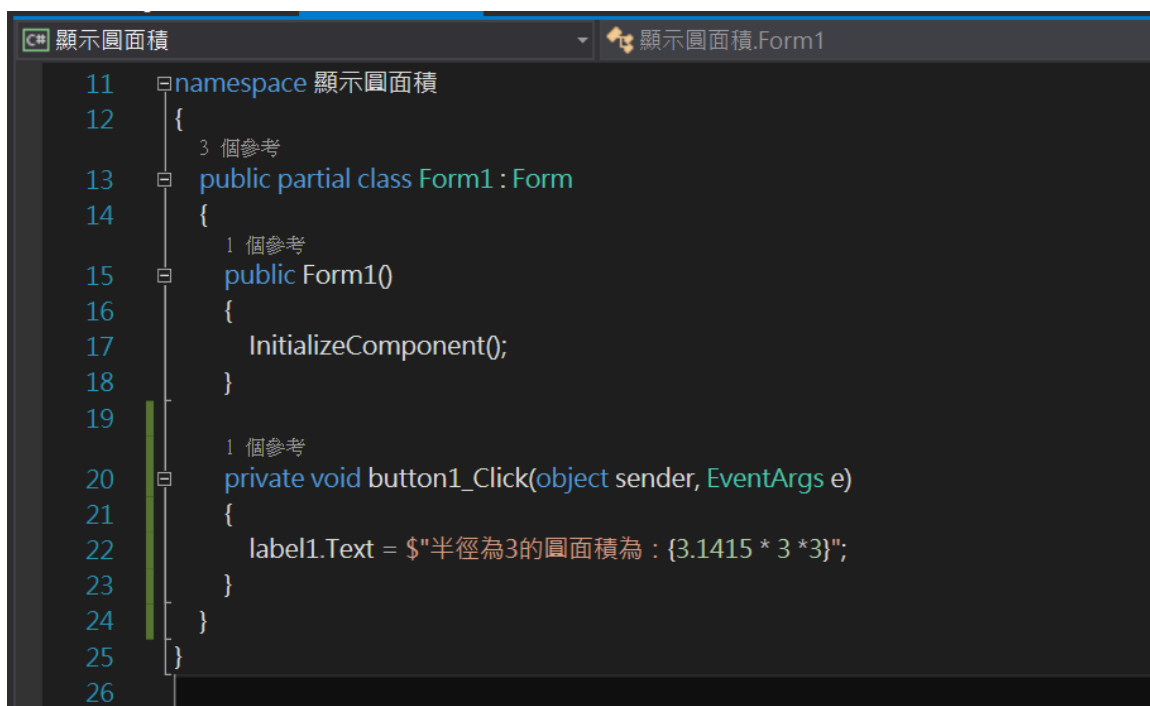 C# 顯示圓面積 顯示圓面積.Form1
11 namespace 顯示圓面積
12 {
3 個參考
13 public partial class Form1 : Form
14 {
1 個參考
15 public Form1()
16 {
17 InitializeComponent();
18 }
19
1 個參考
20 private void button1_Click(object sender, EventArgs e)
21 {
22 label1.Text = $"半徑為3的圓面積為：{3.1415 * 3 *3}";
23 }
24 }
25 }
26